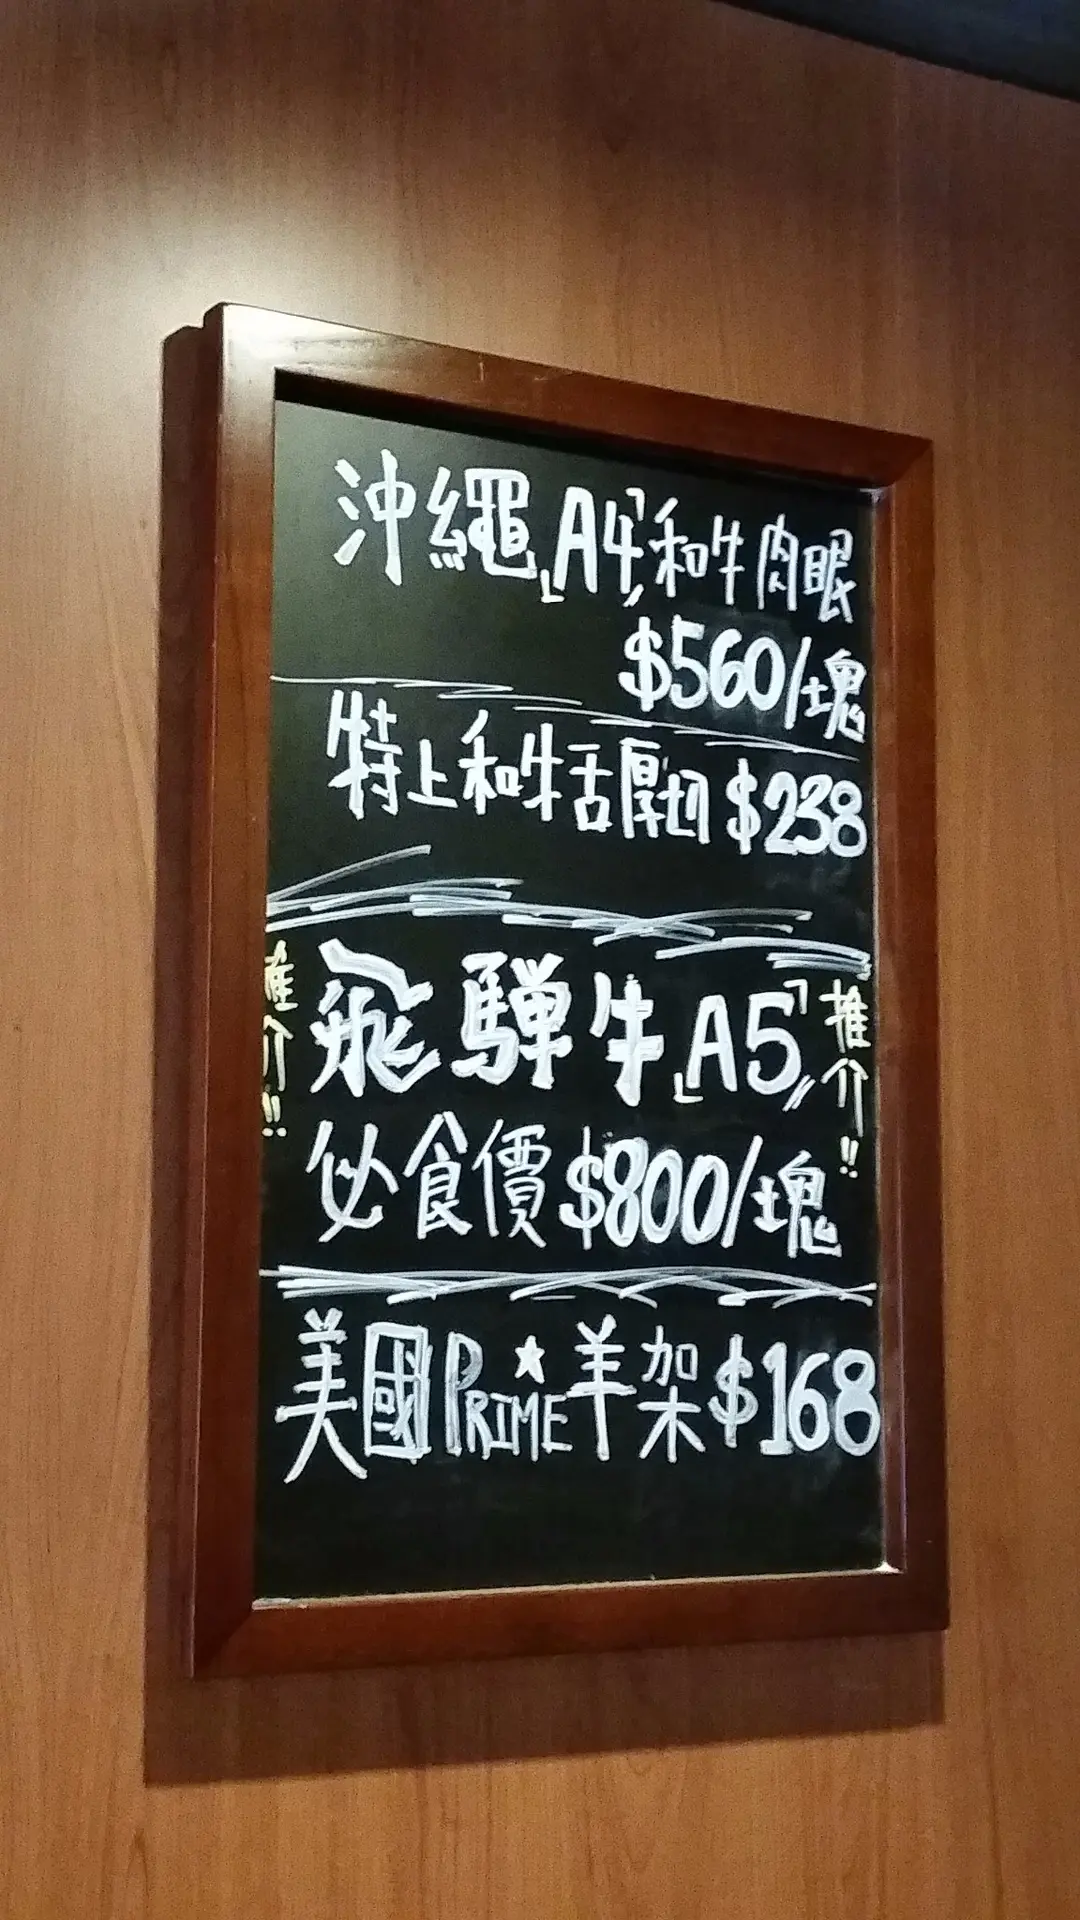 沖繩「A4」和牛肉眼
$560/塊
特上和牛舌厚切 $238
推介!!
飛騨牛「A5」
推介!!
必食價$800/塊
美國PRIME羊架$168